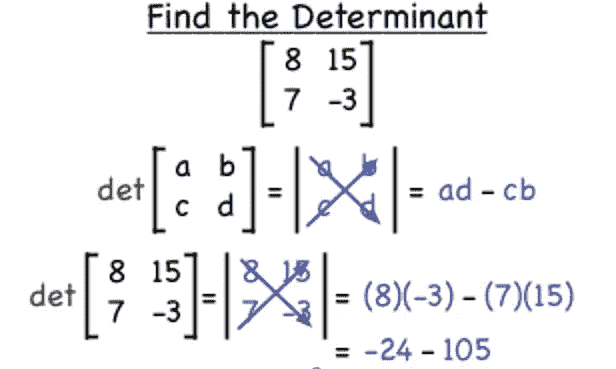 Find the Determinant
[8 15
7 -3]
det [a b
c d] = |a b
c d| = ad - cb
det [8 15
7 -3] = |8 15
7 -3| = (8)(-3) - (7)(15)
= -24 - 105